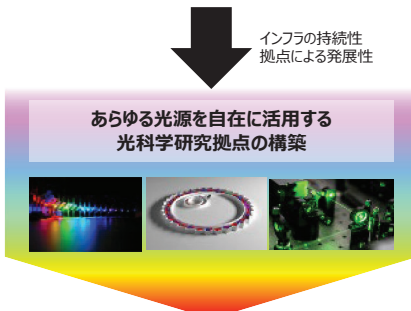 インフラの持続性
拠点による発展性
あらゆる光源を自在に活用する
光科学研究拠点の構築